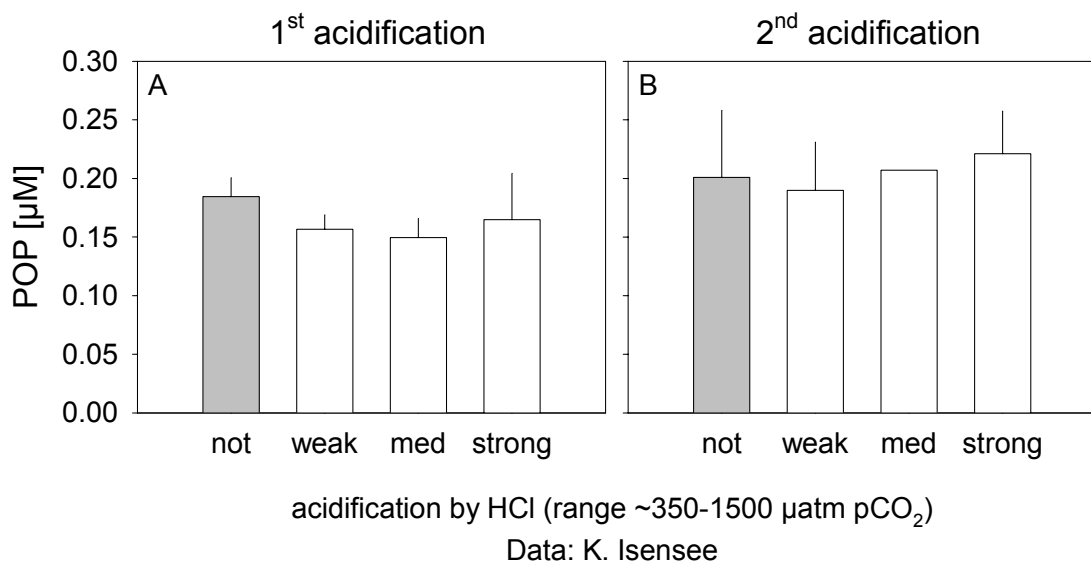 1st acidification
2nd acidification
POP [µM]
0.30
0.25
0.20
0.15
0.10
0.05
0.00
A
B
not weak med strong
not weak med strong
acidification by HCl (range ~350-1500 µatm pCO2)
Data: K. Isensee